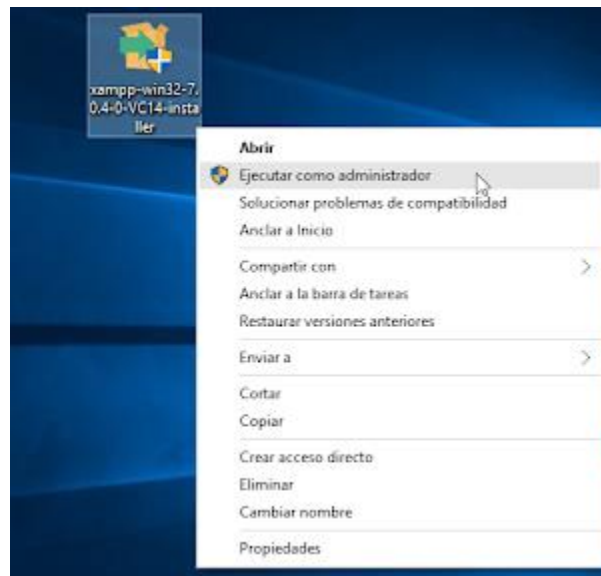 xampp-win32-7.
0.4-0-VC14-insta
ller
Abrir
Ejecutar como administrador
Solucionar problemas de compatibilidad
Anclar a Inicio
Compartir con
Anclar a la barra de tareas
Restaurar versiones anteriores
Enviar a
Cortar
Copiar
Crear acceso directo
Eliminar
Cambiar nombre
Propiedades